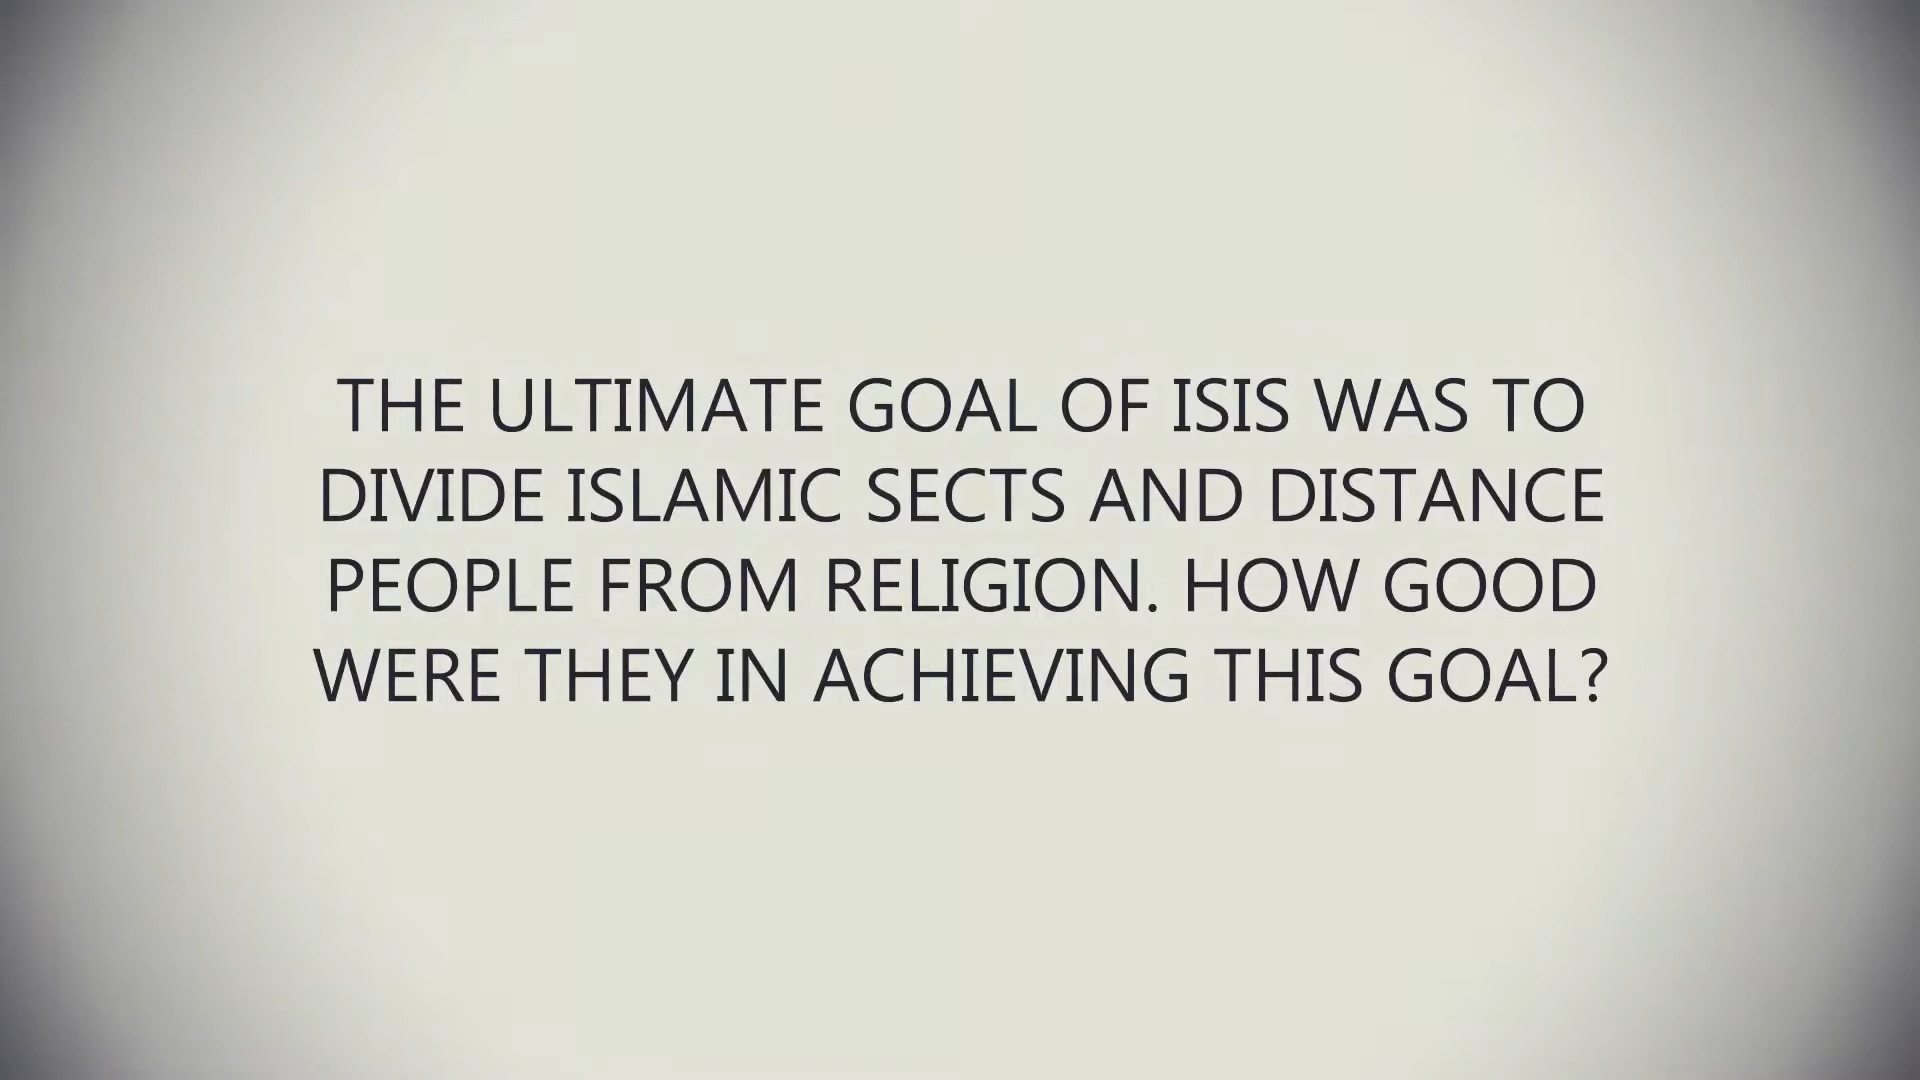 THE ULTIMATE GOAL OF ISIS WAS TO
DIVIDE ISLAMIC SECTS AND DISTANCE
PEOPLE FROM RELIGION. HOW GOOD
WERE THEY IN ACHIEVING THIS GOAL?